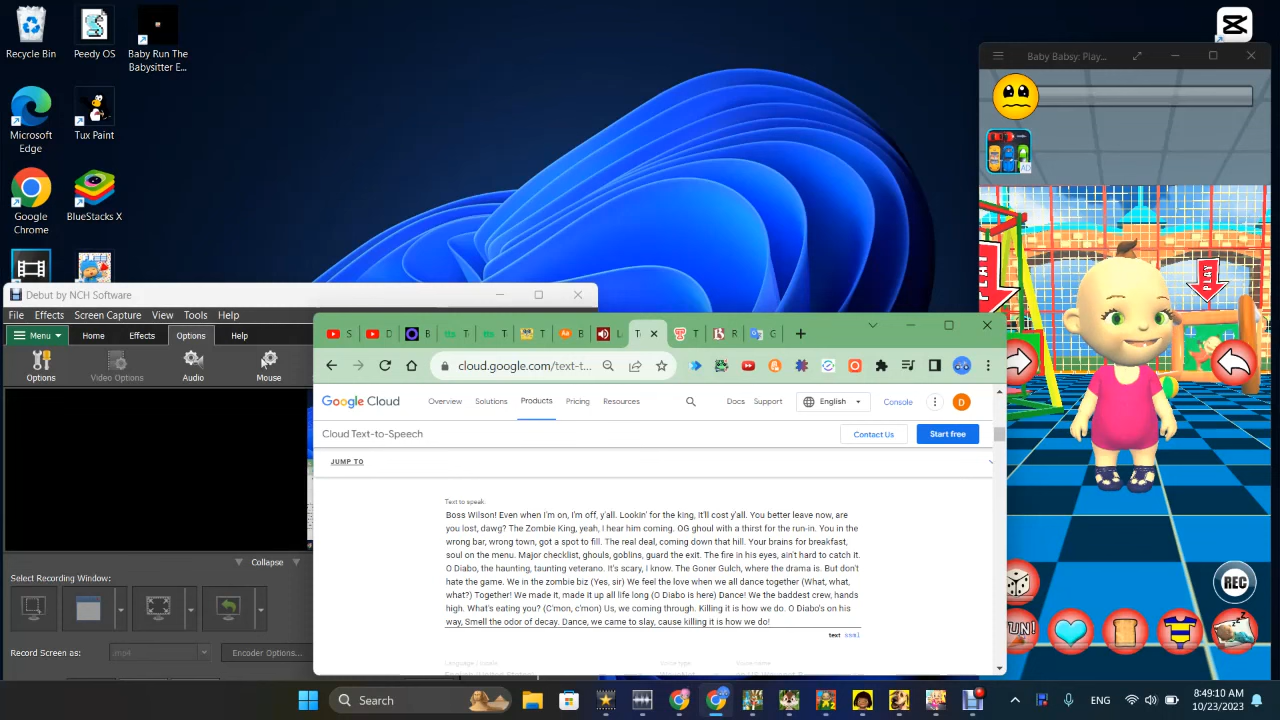 Recycle Bin
Peedy OS
Baby Run The
Babysitter E...
Microsoft
Edge
Tux Paint
Google
Chrome
BlueStacks X
Baby Babsy: Play...
AD
PLAY
REC
Debut by NCH Software
File Effects Screen Capture View Tools Help
Menu Home Effects Options Help
Options Video Options Audio Mouse
Collapse
Select Recording Window:
Record Screen as: .mp4 Encoder Options...
S D B T T T B L T T R G
cloud.google.com/text-t...
Google Cloud Overview Solutions Products Pricing Resources Docs Support English Console D
Cloud Text-to-Speech Contact Us Start free
JUMP TO
Text to speak:
Boss WIlson! Even when I'm on, I'm off, y'all. Lookin' for the king, it'll cost y'all. You better leave now, are
you lost, dawg? The Zombie King, yeah, I hear him coming. OG ghoul with a thirst for the run-in. You in the
wrong bar, wrong town, got a spot to fill. The real deal, coming down that hill. Your brains for breakfast,
soul on the menu. Major checklist, ghouls, goblins, guard the exit. The fire in his eyes, ain't hard to catch it.
O Diabo, the haunting, taunting veterano. It's scary, I know. The Goner Gulch, where the drama is. But don't
hate the game. We in the zombie biz (Yes, sir) We feel the love when we all dance together (What, what,
what?) Together! We made it, made it up all life long (O Diabo is here) Dance! We the baddest crew, hands
high. What's eating you? (C'mon, c'mon) Us, we coming through. Killing it is how we do. O Diabo's on his
way, Smell the odor of decay. Dance, we came to slay, cause killing it is how we do!
text ssml
Language / locale Voice type Voice name
Search
ENG
8:49:10 AM
10/23/2023